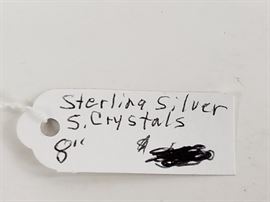 Sterling Silver
S. Crystals
8" $